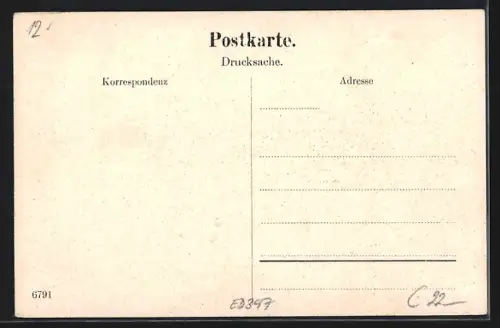 12
Postkarte.
Drucksache.
Korrespondenz
Adresse
6791
ED397
22